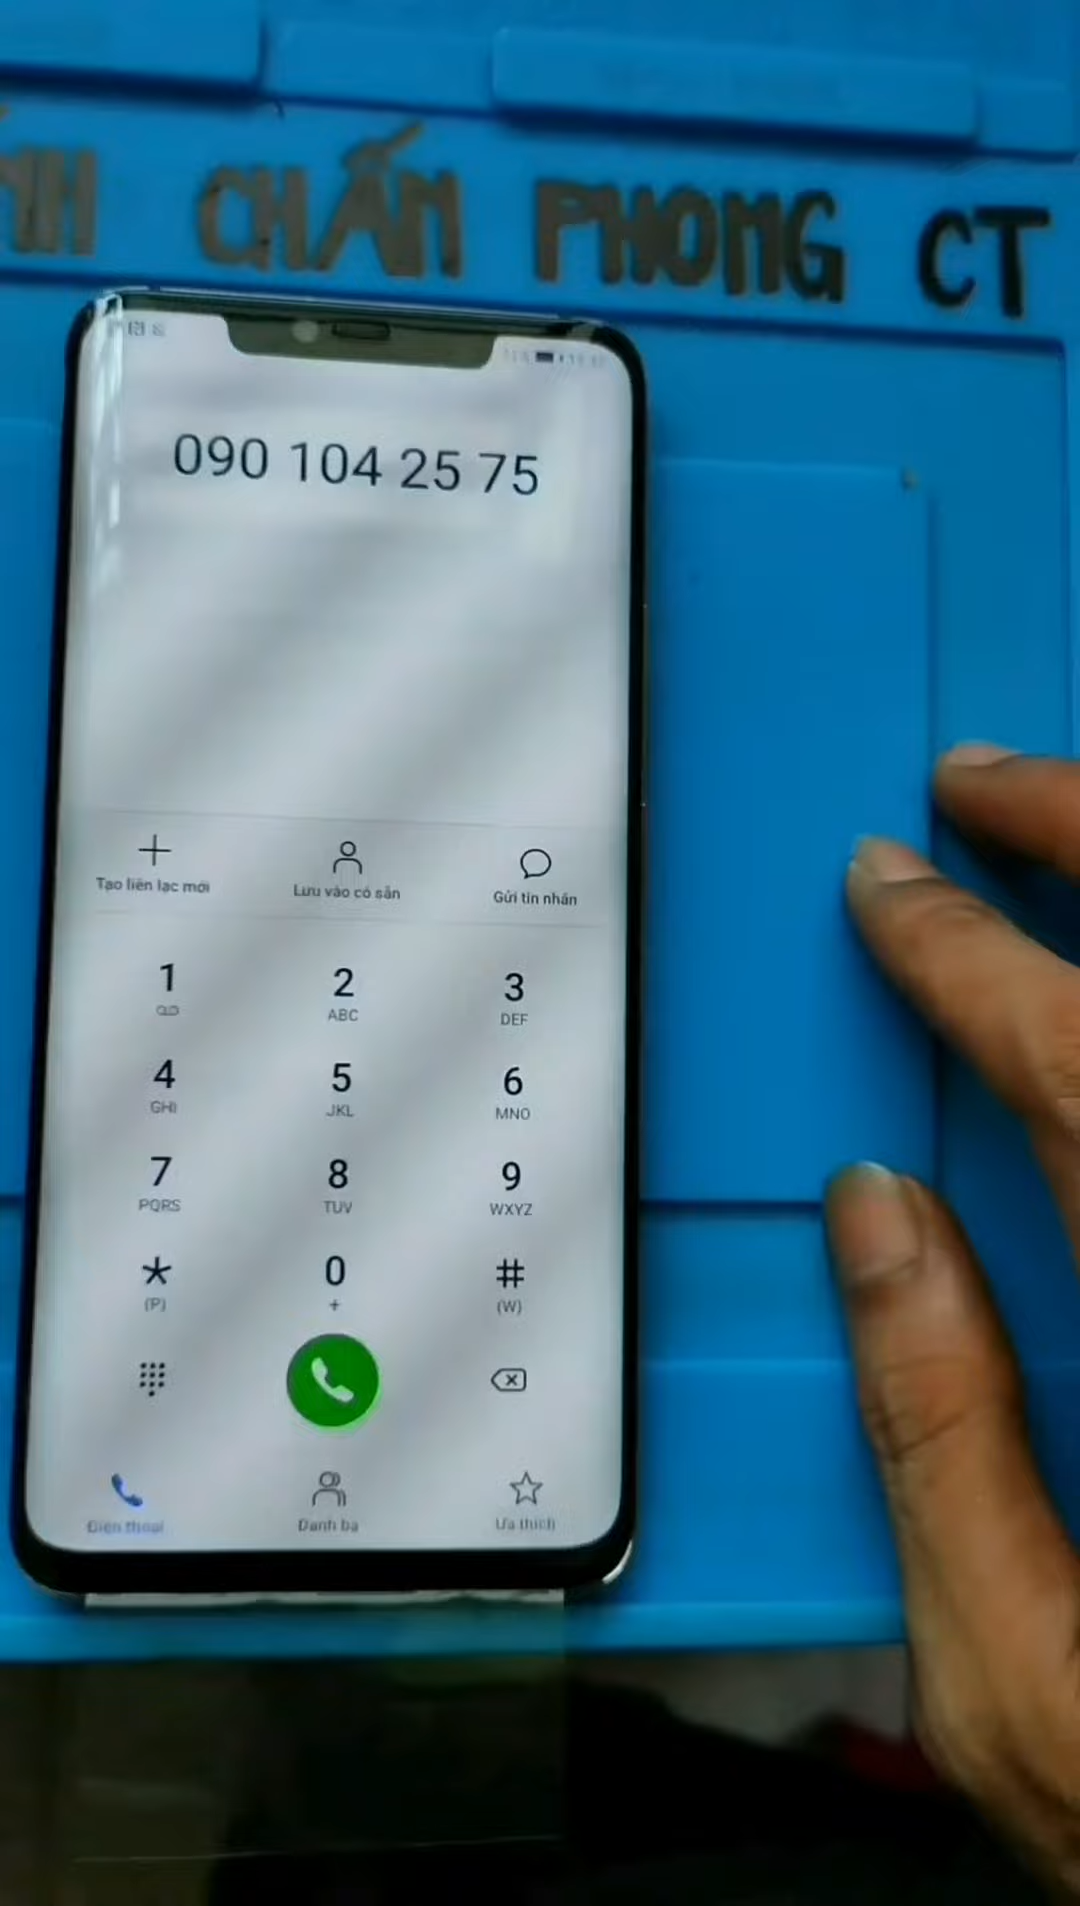 CHẤN PHONG CT
090 104 25 75
Tạo liên lạc mới
Lưu vào có sẵn
Gửi tin nhắn
1
2
ABC
3
DEF
4
GHI
5
JKL
6
MNO
7
PQRS
8
TUV
9
WXYZ
*
(P)
0
+
#
(W)
Điện thoại
Danh bạ
Ưa thích